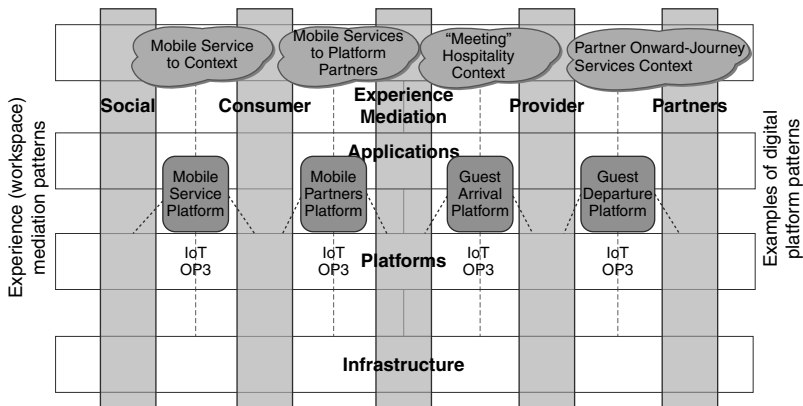 Mobile Service
to Context
Mobile Services
to Platform
Partners
“Meeting”
Hospitality
Context
Partner Onward-Journey
Services Context
Social
Consumer
Experience
Mediation
Provider
Partners
Applications
Mobile
Service
Platform
Mobile
Partners
Platform
Guest
Arrival
Platform
Guest
Departure
Platform
IoT
OP3
IoT
OP3
Platforms
IoT
OP3
IoT
OP3
Infrastructure
Experience (workspace)
mediation patterns
Examples of digital
platform patterns